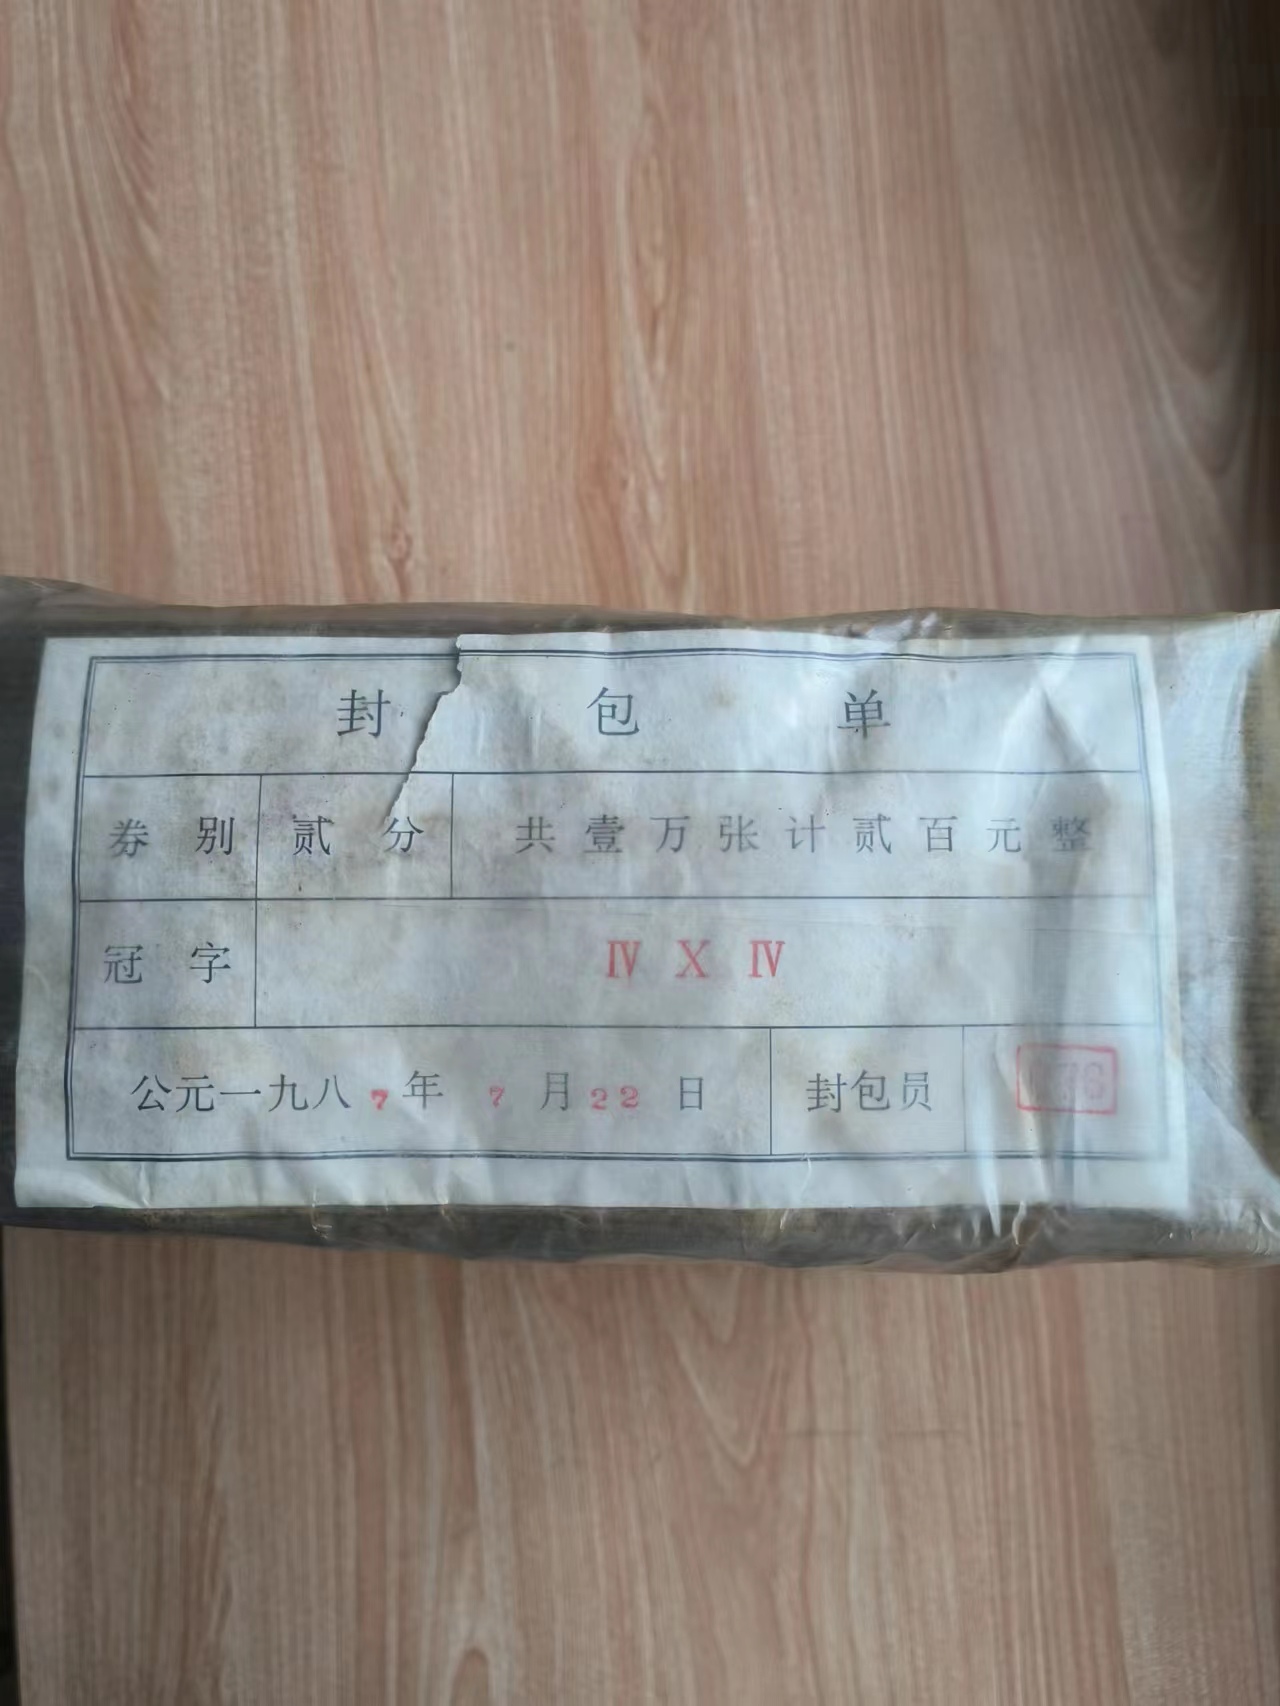 封包单
券别 贰分 共壹万张计贰百元整
冠字 Ⅳ Ⅹ Ⅳ
公元一九八7年7月22日 封包员